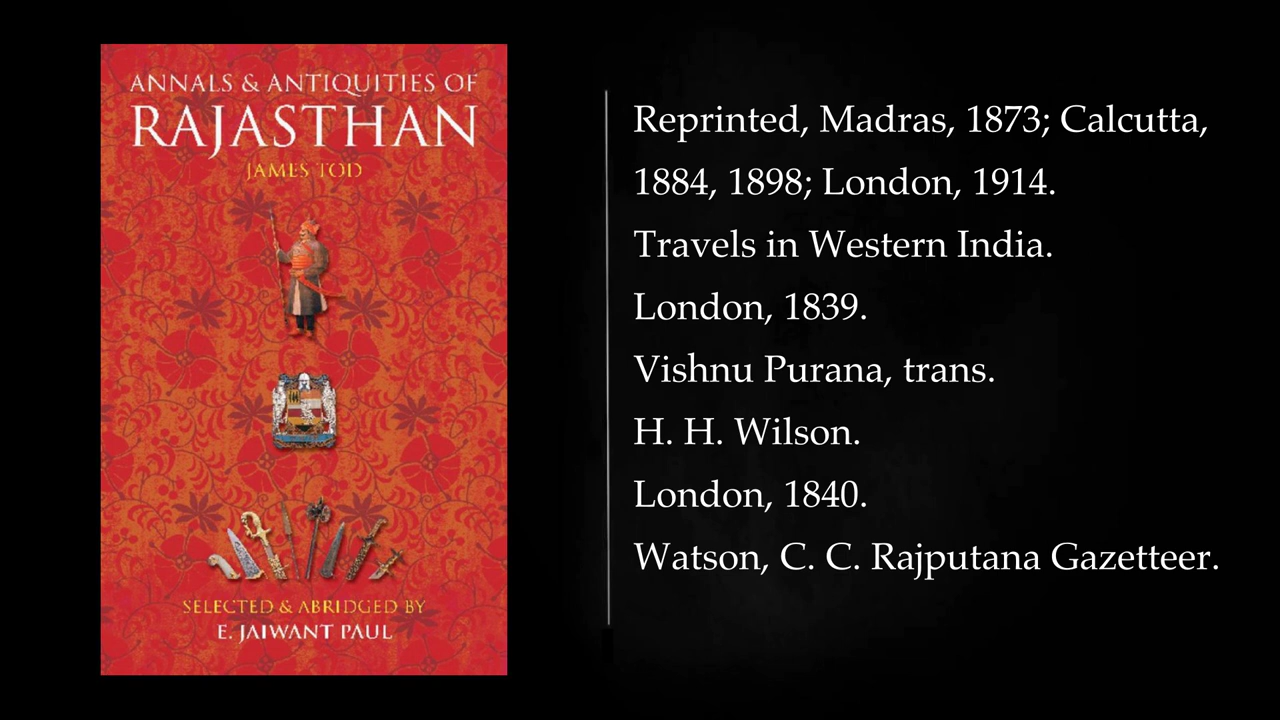 ANNALS & ANTIQUITIES OF
RAJASTHAN
JAMES TOD
SELECTED & ABRIDGED BY
E. JAIWANT PAUL
Reprinted, Madras, 1873; Calcutta,
1884, 1898; London, 1914.
Travels in Western India.
London, 1839.
Vishnu Purana, trans.
H. H. Wilson.
London, 1840.
Watson, C. C. Rajputana Gazetteer.